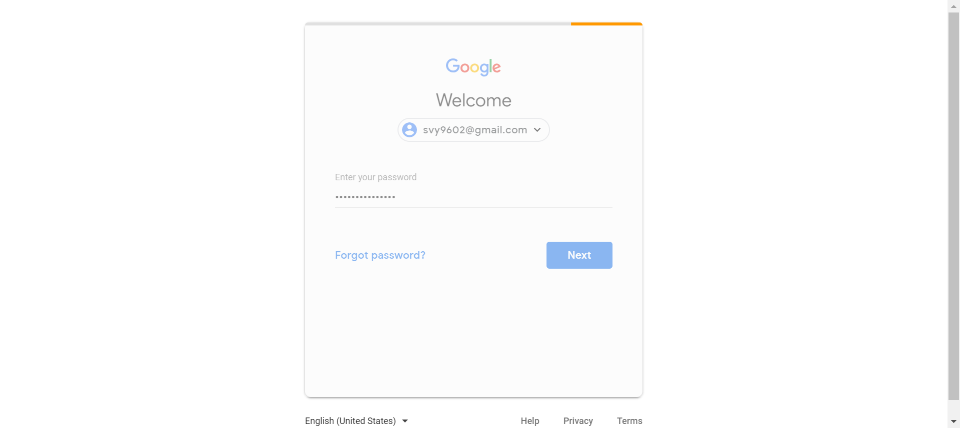 Google
Welcome
svy9602@gmail.com
Enter your password
•••••••••••••••
Forgot password?
Next
English (United States)
Help Privacy Terms